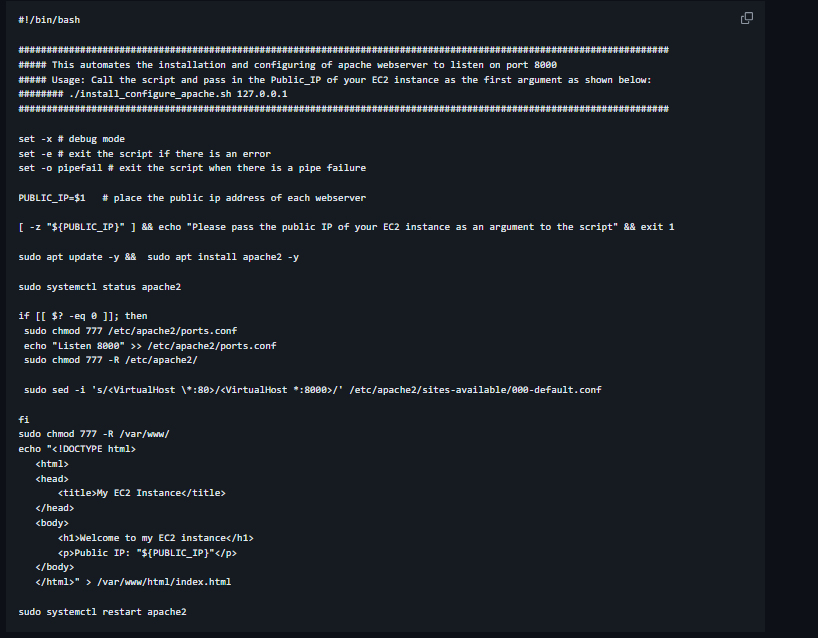 #!/bin/bash
####################################################################################################################
##### This automates the installation and configuring of apache webserver to listen on port 8000
##### Usage: Call the script and pass in the Public_IP of your EC2 instance as the first argument as shown below:
######## ./install_configure_apache.sh 127.0.0.1
####################################################################################################################
set -x # debug mode
set -e # exit the script if there is an error
set -o pipefail # exit the script when there is a pipe failure
PUBLIC_IP=$1   # place the public ip address of each webserver
[ -z "${PUBLIC_IP}" ] && echo "Please pass the public IP of your EC2 instance as an argument to the script" && exit 1
sudo apt update -y &&  sudo apt install apache2 -y
sudo systemctl status apache2
if [[ $? -eq 0 ]]; then
 sudo chmod 777 /etc/apache2/ports.conf
 echo "Listen 8000" >> /etc/apache2/ports.conf
 sudo chmod 777 -R /etc/apache2/
 sudo sed -i 's/<VirtualHost \*:80>/<VirtualHost *:8000>/' /etc/apache2/sites-available/000-default.conf
fi
sudo chmod 777 -R /var/www/
echo "<!DOCTYPE html>
   <html>
   <head>
       <title>My EC2 Instance</title>
   </head>
   <body>
       <h1>Welcome to my EC2 instance</h1>
       <p>Public IP: "${PUBLIC_IP}"</p>
   </body>
   </html>" > /var/www/html/index.html
sudo systemctl restart apache2